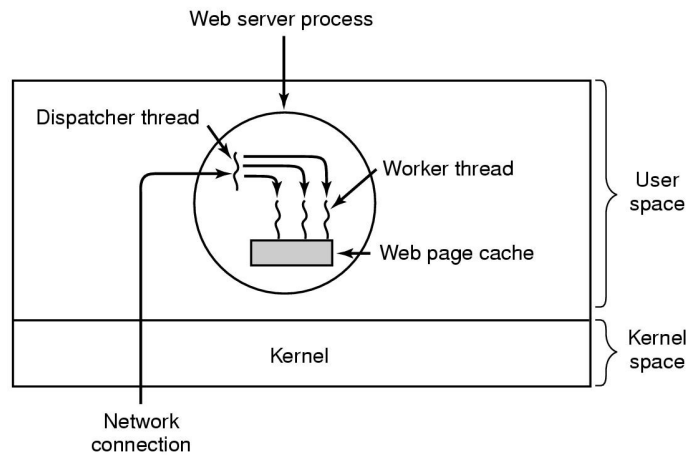 Web server process
Dispatcher thread
Worker thread
User
space
Web page cache
Kernel
Kernel
space
Network
connection